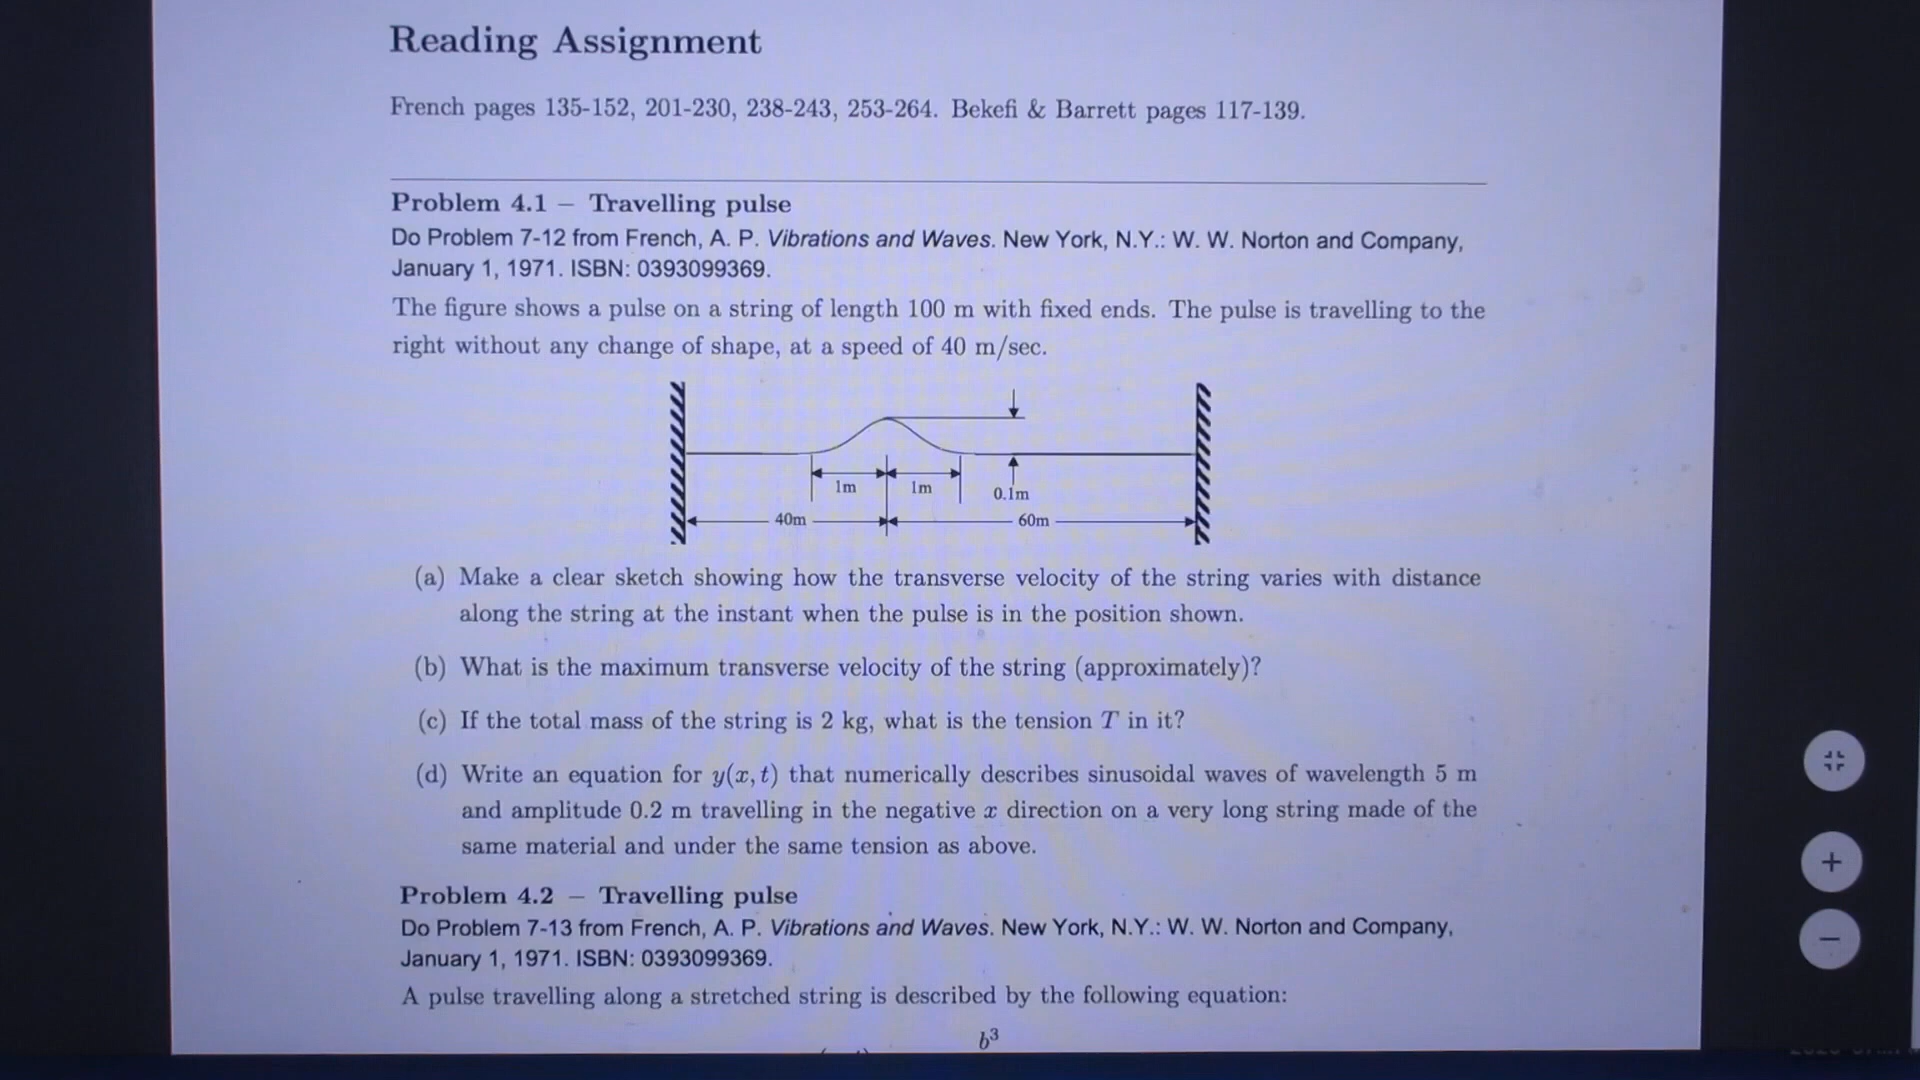 Reading Assignment
French pages 135-152, 201-230, 238-243, 253-264. Bekefi & Barrett pages 117-139.
Problem 4.1 – Travelling pulse
Do Problem 7-12 from French, A. P. Vibrations and Waves. New York, N.Y.: W. W. Norton and Company,
January 1, 1971. ISBN: 0393099369.
The figure shows a pulse on a string of length 100 m with fixed ends. The pulse is travelling to the
right without any change of shape, at a speed of 40 m/sec.
1m 1m 0.1m
40m 60m
(a) Make a clear sketch showing how the transverse velocity of the string varies with distance
along the string at the instant when the pulse is in the position shown.
(b) What is the maximum transverse velocity of the string (approximately)?
(c) If the total mass of the string is 2 kg, what is the tension T in it?
(d) Write an equation for y(x, t) that numerically describes sinusoidal waves of wavelength 5 m
and amplitude 0.2 m travelling in the negative x direction on a very long string made of the
same material and under the same tension as above.
Problem 4.2 – Travelling pulse
Do Problem 7-13 from French, A. P. Vibrations and Waves. New York, N.Y.: W. W. Norton and Company,
January 1, 1971. ISBN: 0393099369.
A pulse travelling along a stretched string is described by the following equation:
b³